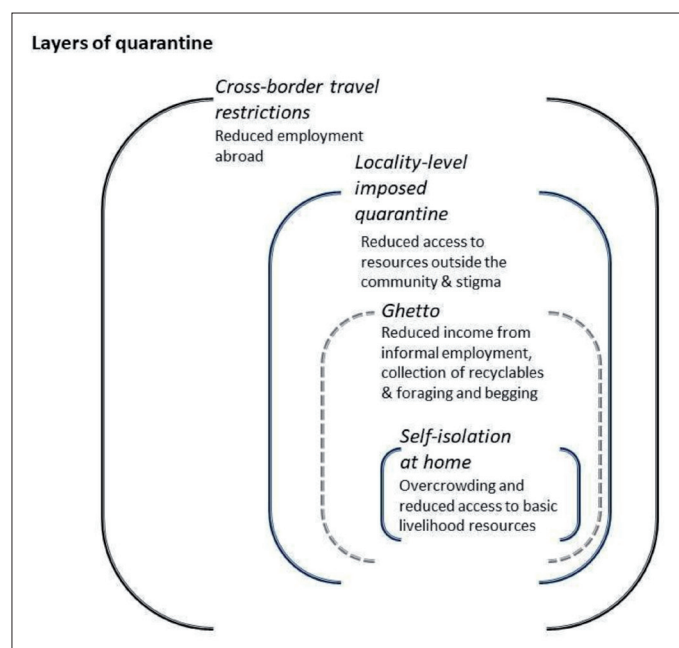 Layers of quarantine
Cross-border travel
restrictions
Reduced employment
abroad
Locality-level
imposed
quarantine
Reduced access to
resources outside the
community & stigma
Ghetto
Reduced income from
informal employment,
collection of recyclables
& foraging and begging
Self-isolation
at home
Overcrowding and
reduced access to basic
livelihood resources